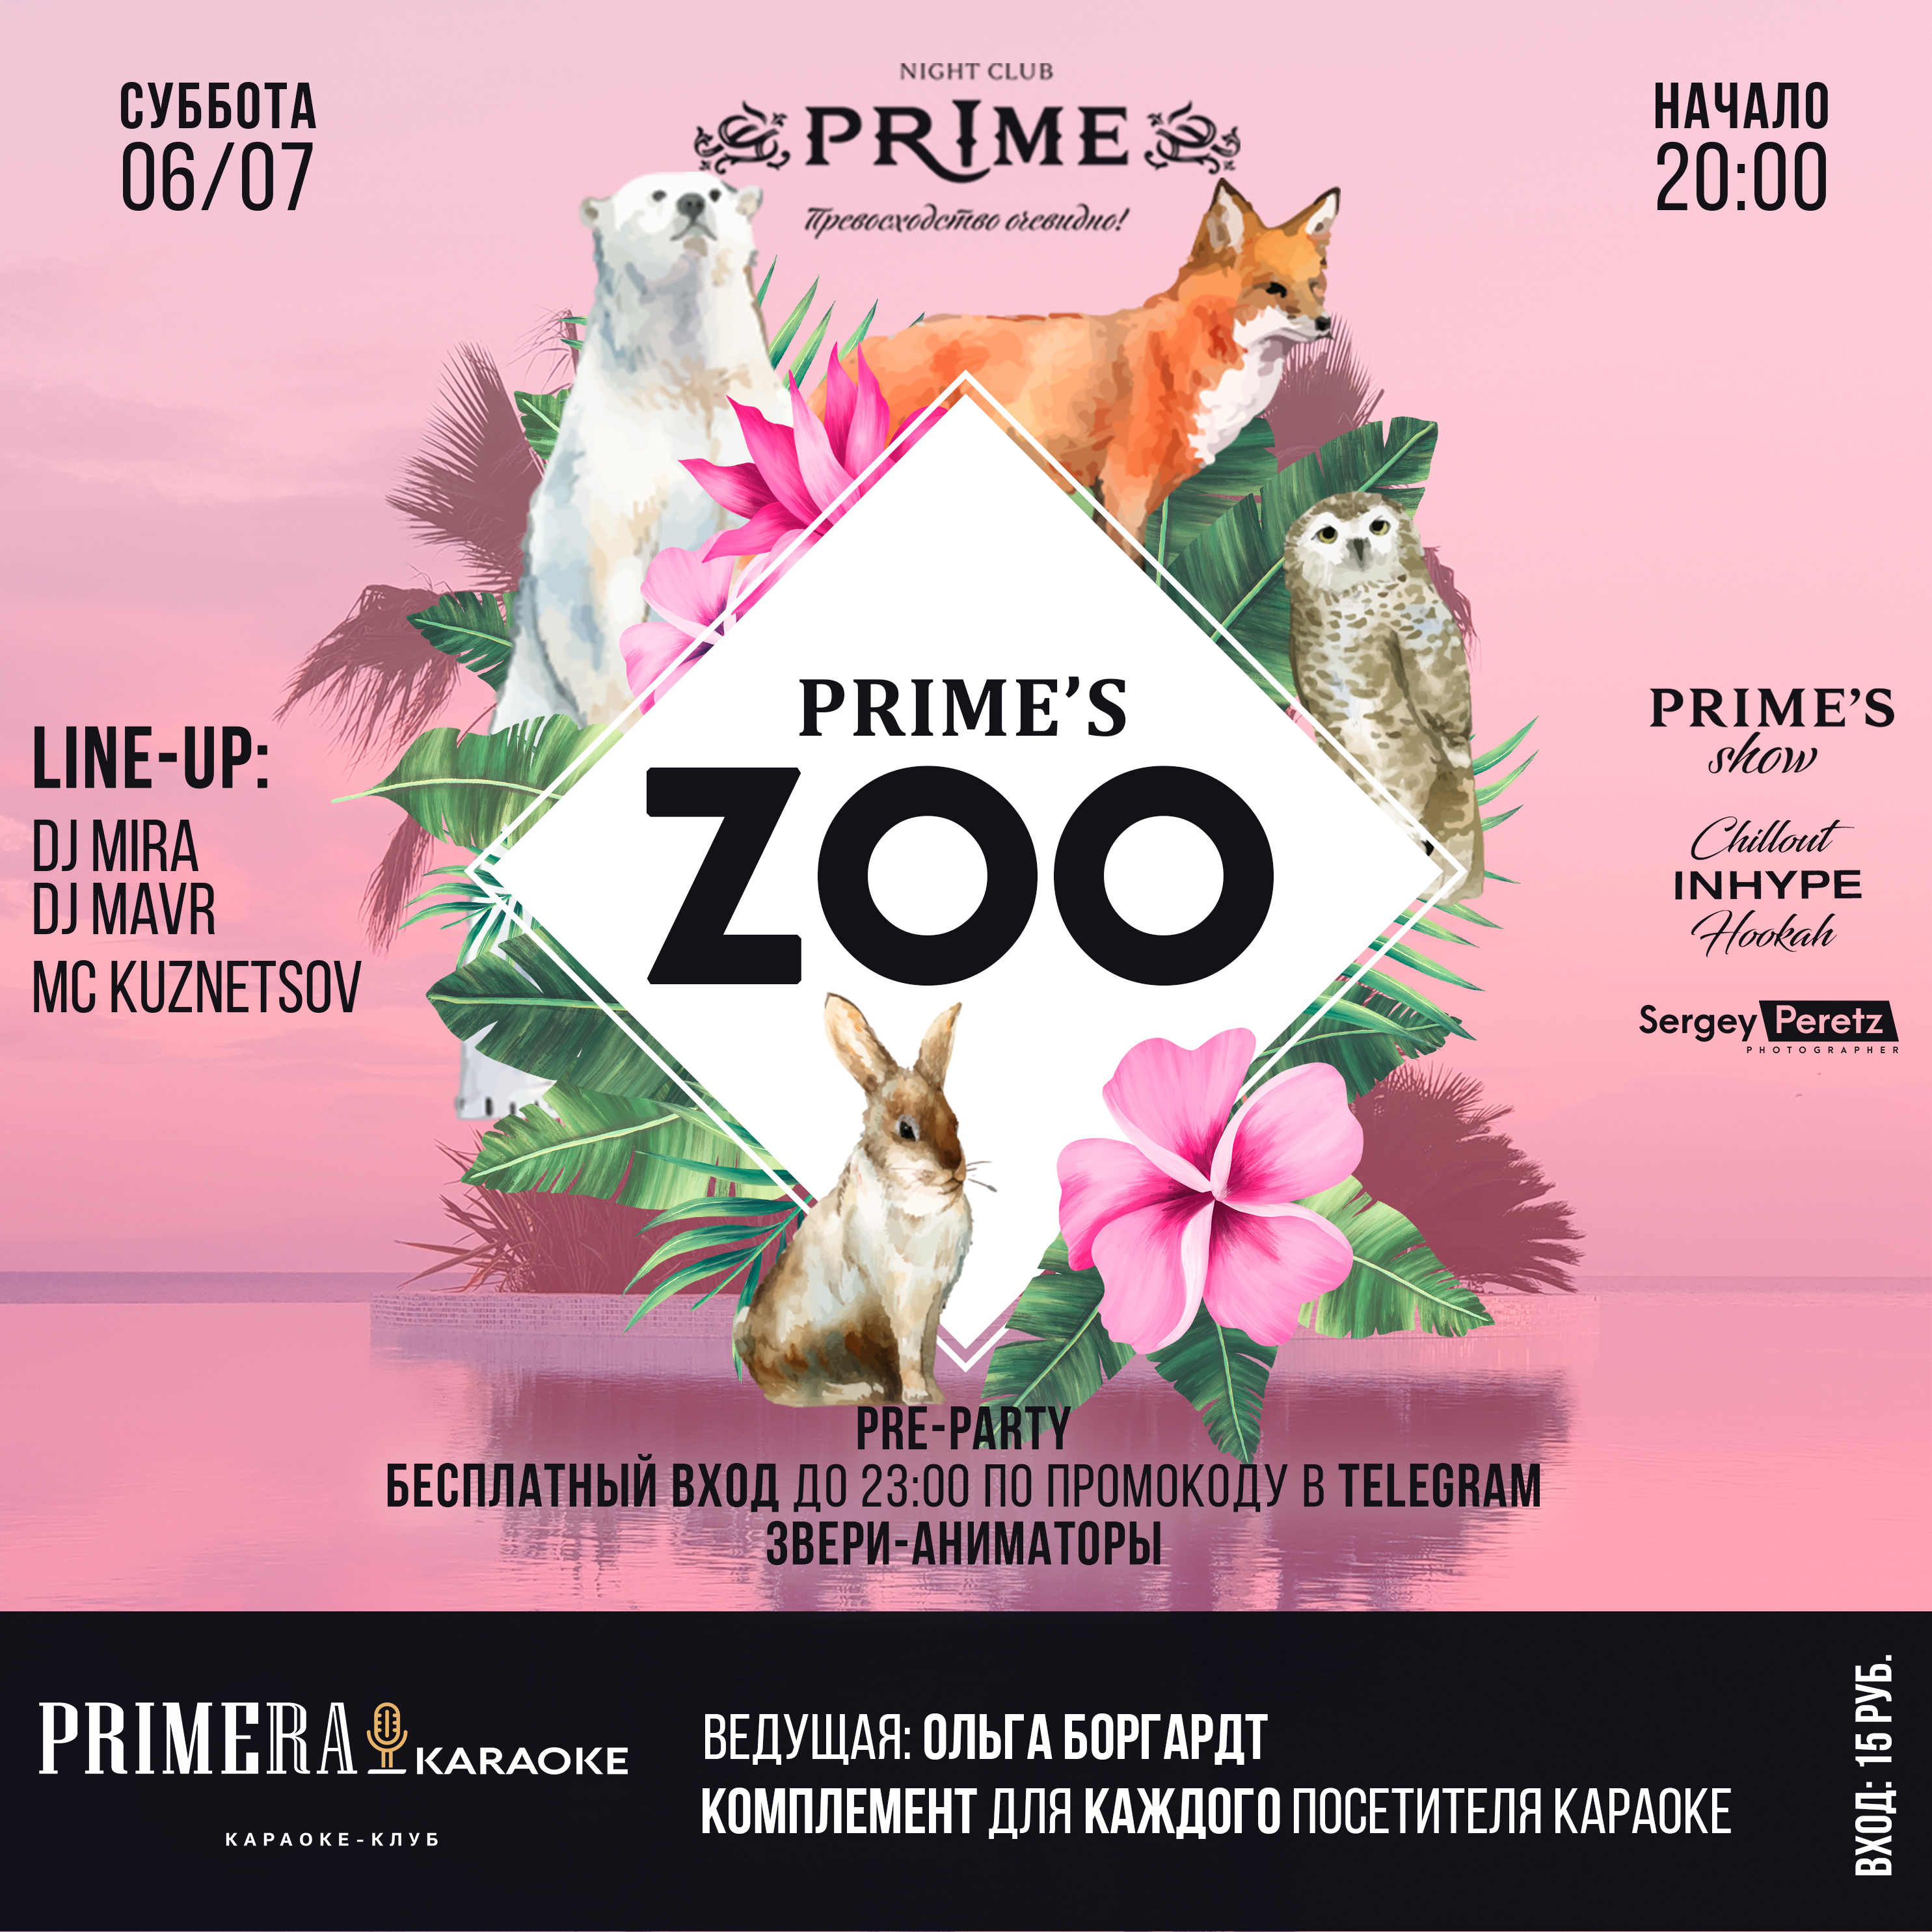 СУББОТА
06/07
NIGHT CLUB
PRIME
Превосходство очевидно!
НАЧАЛО
20:00
PRIME’S
ZOO
LINE-UP:
DJ MIRA
DJ MAVR
MC KUZNETSOV
PRIME’S
show
Chillout
INHYPE
Hookah
Sergey Peretz
PHOTOGRAPHER
PRE-PARTY
БЕСПЛАТНЫЙ ВХОД ДО 23:00 ПО ПРОМОКОДУ В TELEGRAM
ЗВЕРИ-АНИМАТОРЫ
PRIMERA KARAOKE
КАРАОКЕ-КЛУБ
ВЕДУЩАЯ: ОЛЬГА БОРГАРДТ
КОМПЛЕМЕНТ ДЛЯ КАЖДОГО ПОСЕТИТЕЛЯ КАРАОКЕ
ВХОД: 15 РУБ.